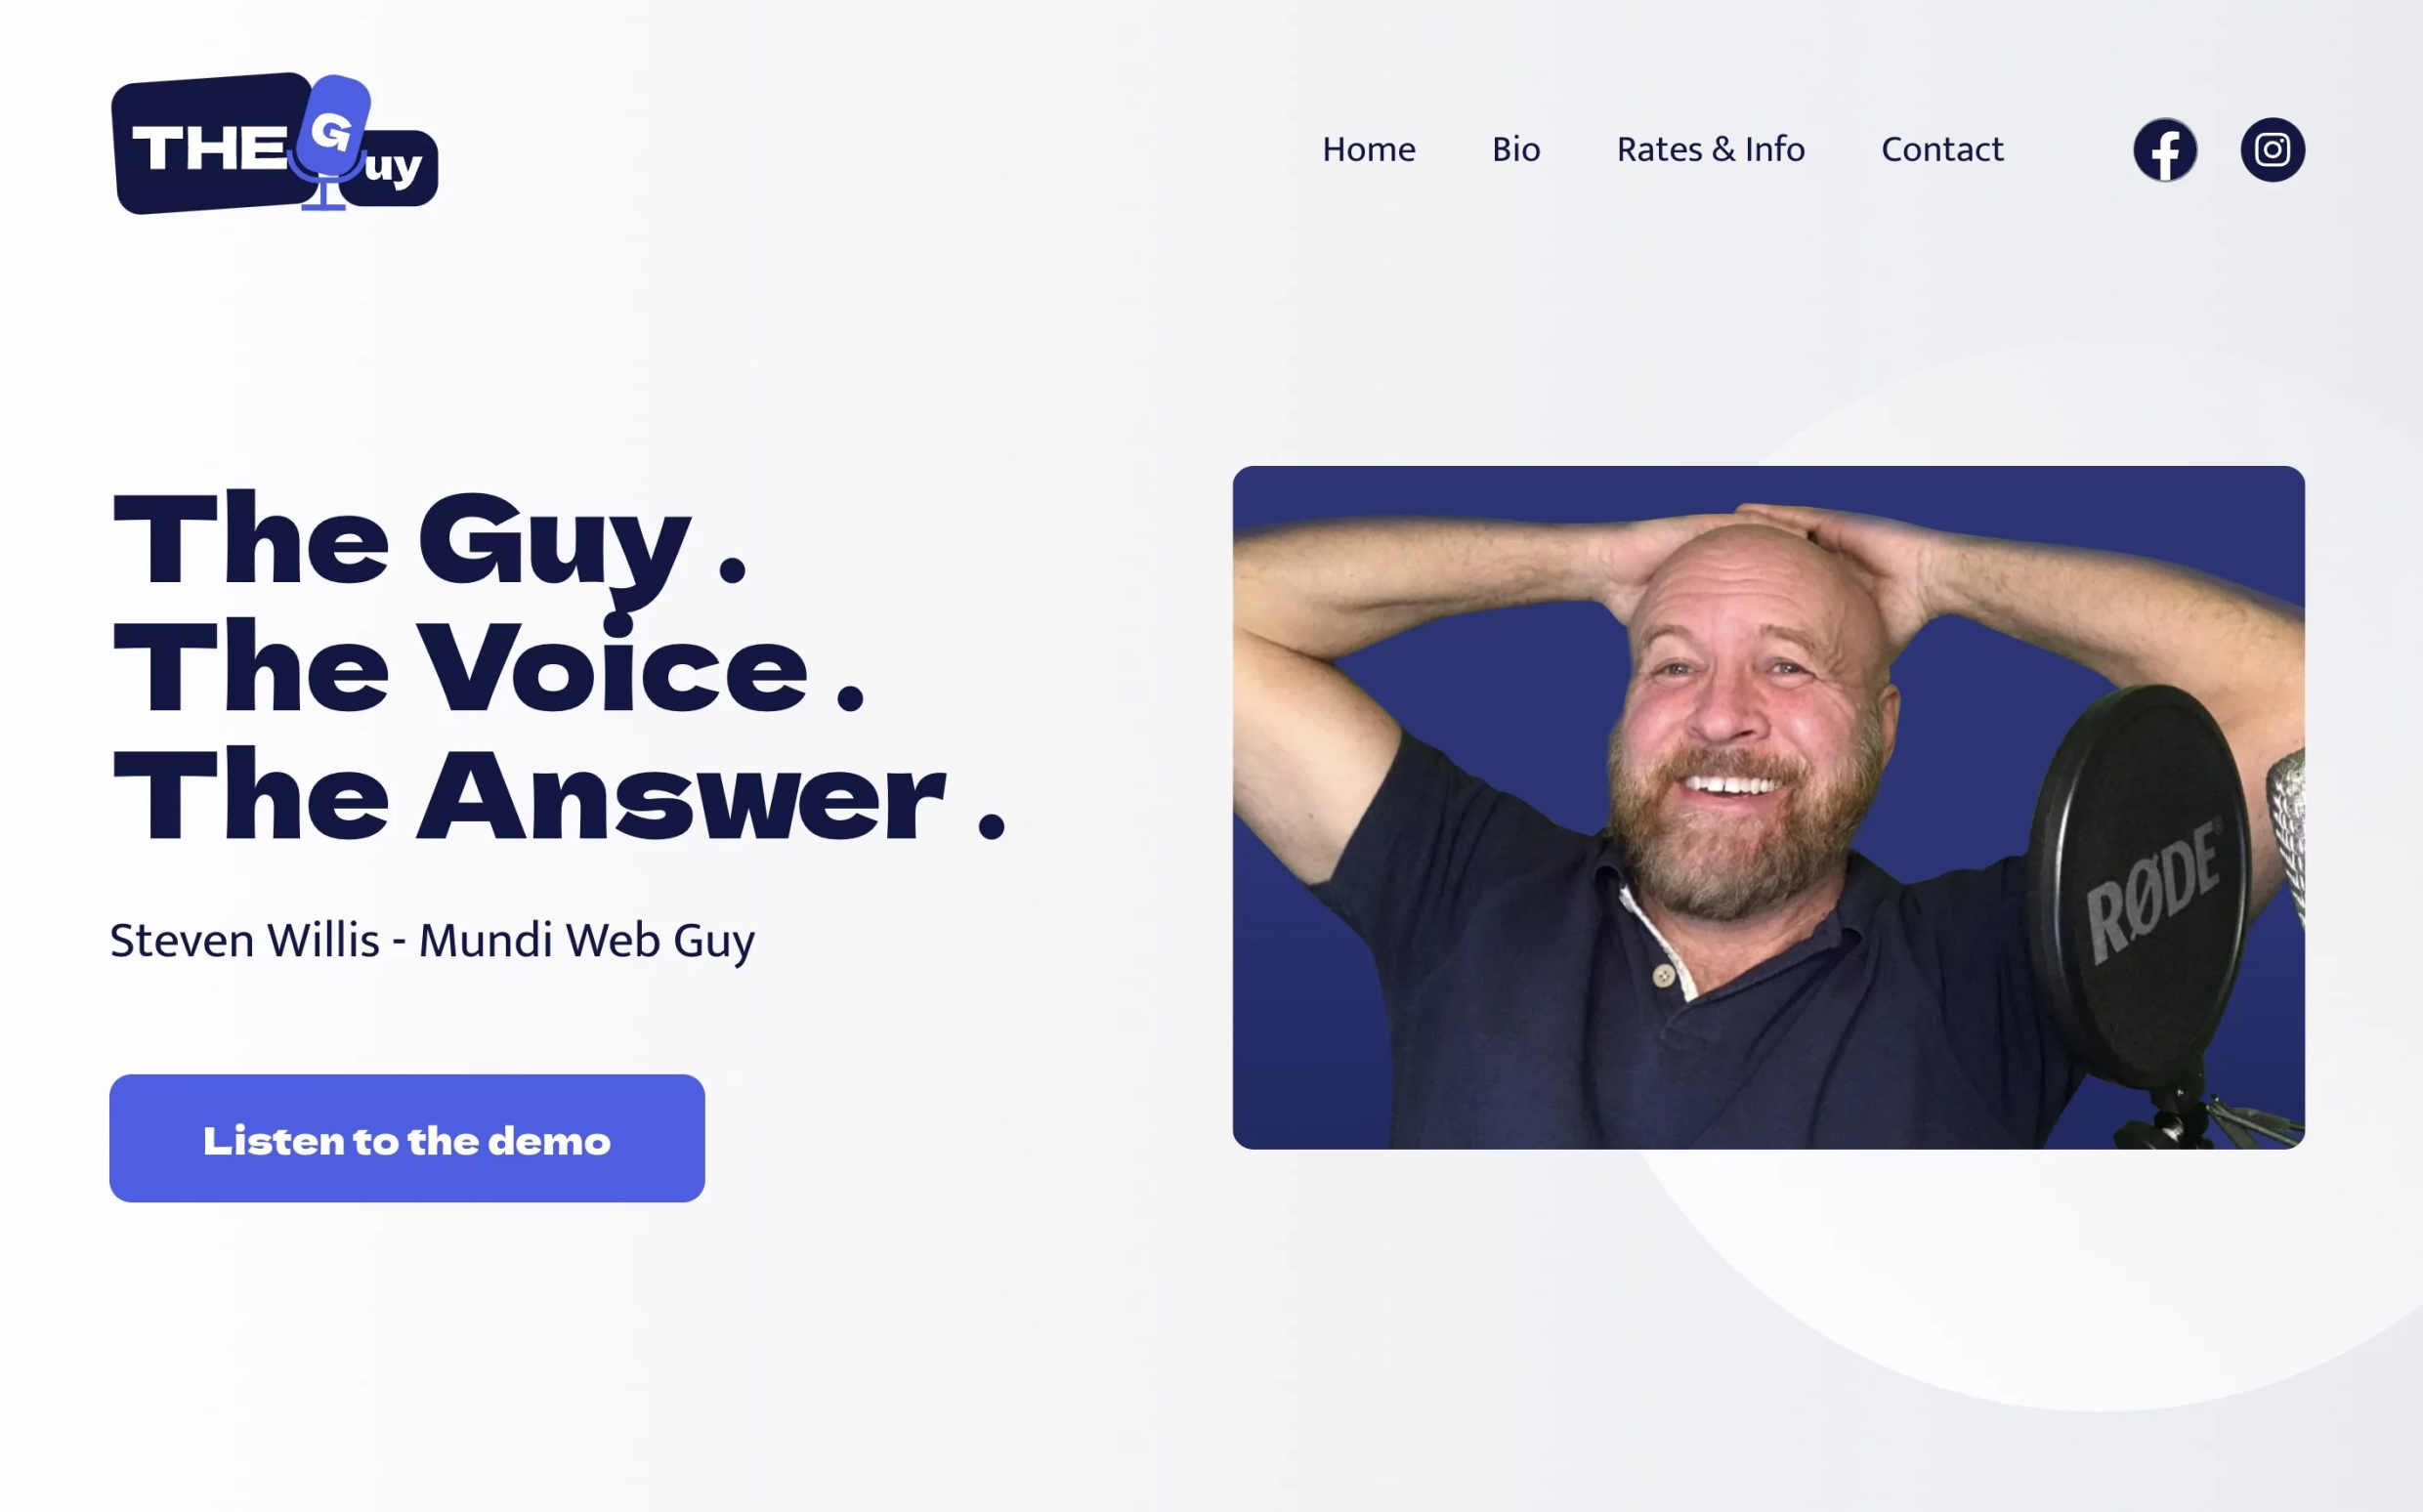 THE Guy
Home Bio Rates & Info Contact
The Guy .
The Voice .
The Answer .
Steven Willis - Mundi Web Guy
Listen to the demo
RØDE®